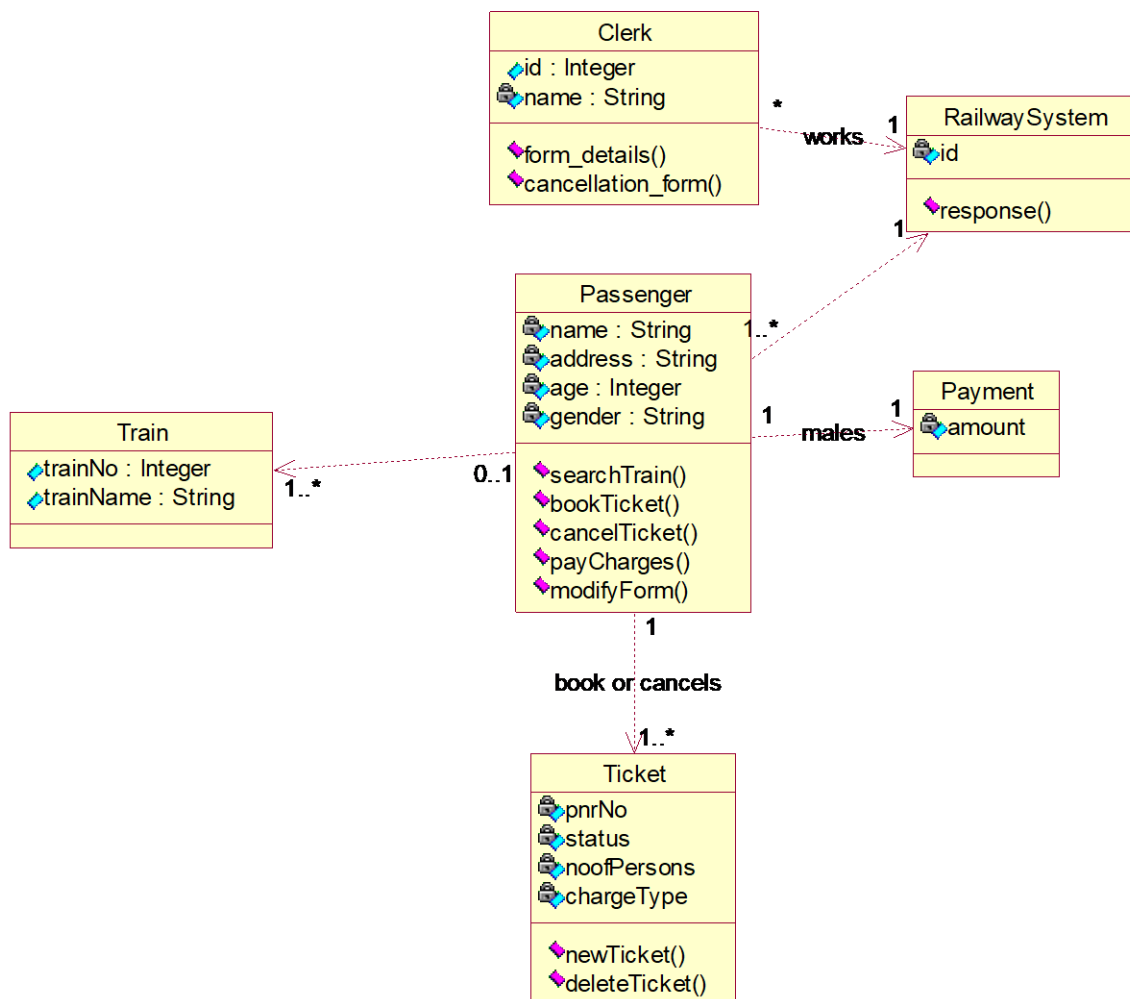 Clerk
id : Integer
name : String
form_details()
cancellation_form()
*
works
1
RailwaySystem
id
response()
1
Passenger
name : String
address : String
age : Integer
gender : String
searchTrain()
bookTicket()
cancelTicket()
payCharges()
modifyForm()
1..*
1
males
1
Payment
amount
Train
trainNo : Integer
trainName : String
1..*
0..1
1
book or cancels
1..*
Ticket
pnrNo
status
noofPersons
chargeType
newTicket()
deleteTicket()